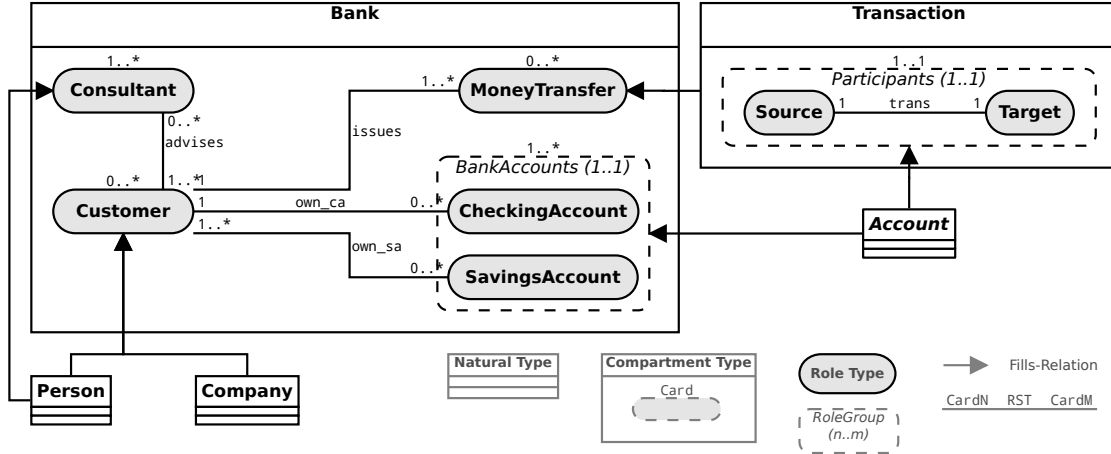 Bank
Transaction
1..*
0..*
1..1
Consultant
1..*
MoneyTransfer
Participants (1..1)
Source
1
trans
1
Target
0..*
advises
issues
1..*
BankAccounts (1..1)
0..*
1..*
1
Customer
1
own_ca
0..*
CheckingAccount
Account
1..*
own_sa
0..*
SavingsAccount
Person
Company
Natural Type
Compartment Type
Card
Role Type
Fills-Relation
RoleGroup
(n..m)
CardN
RST
CardM